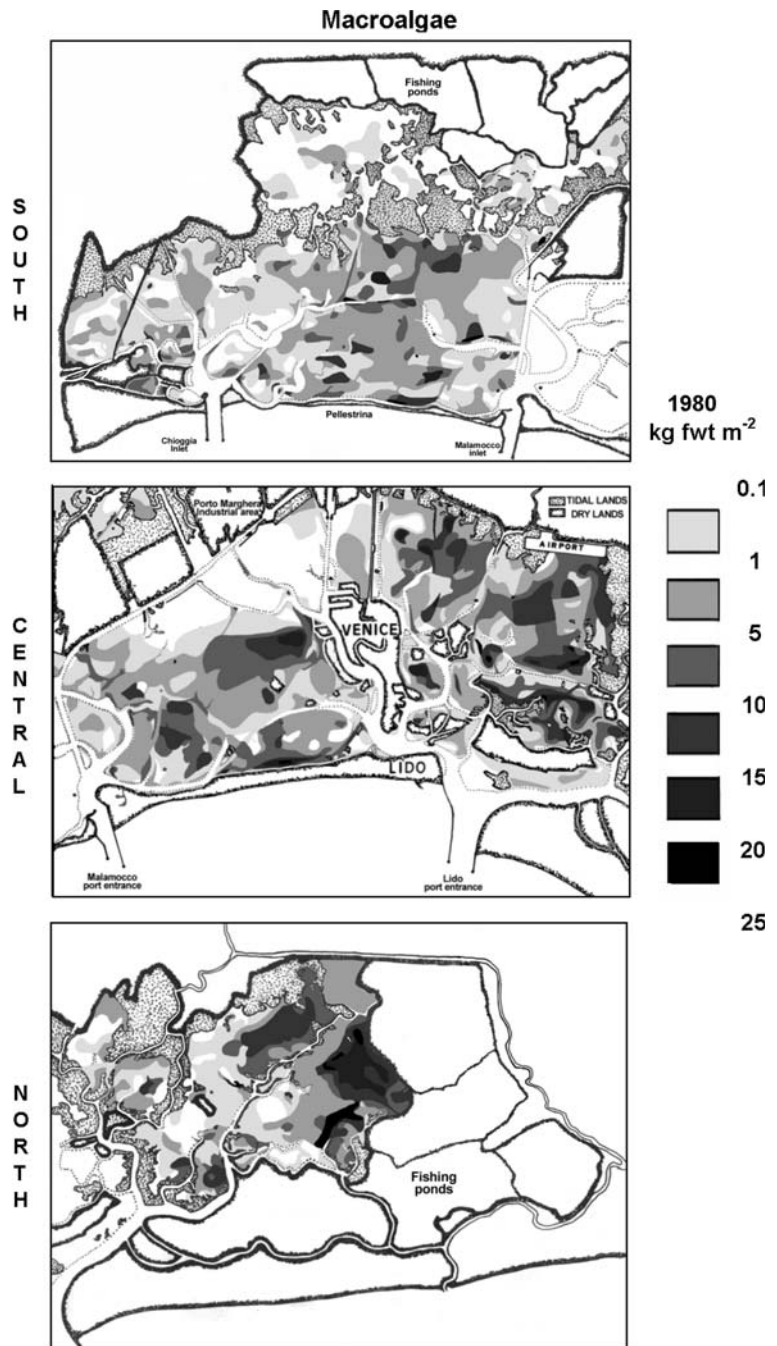 Macroalgae
SOUTH
Fishing
ponds
Pellestrina
Chioggia
Inlet
Malamocco
inlet
1980
kg fwt m-2
0.1
1
5
10
15
20
25
CENTRAL
Porto Marghera
Industrial area
TIDAL LANDS
DRY LANDS
AIRPORT
VENICE
LIDO
Malamocco
port entrance
Lido
port entrance
NORTH
Fishing
ponds